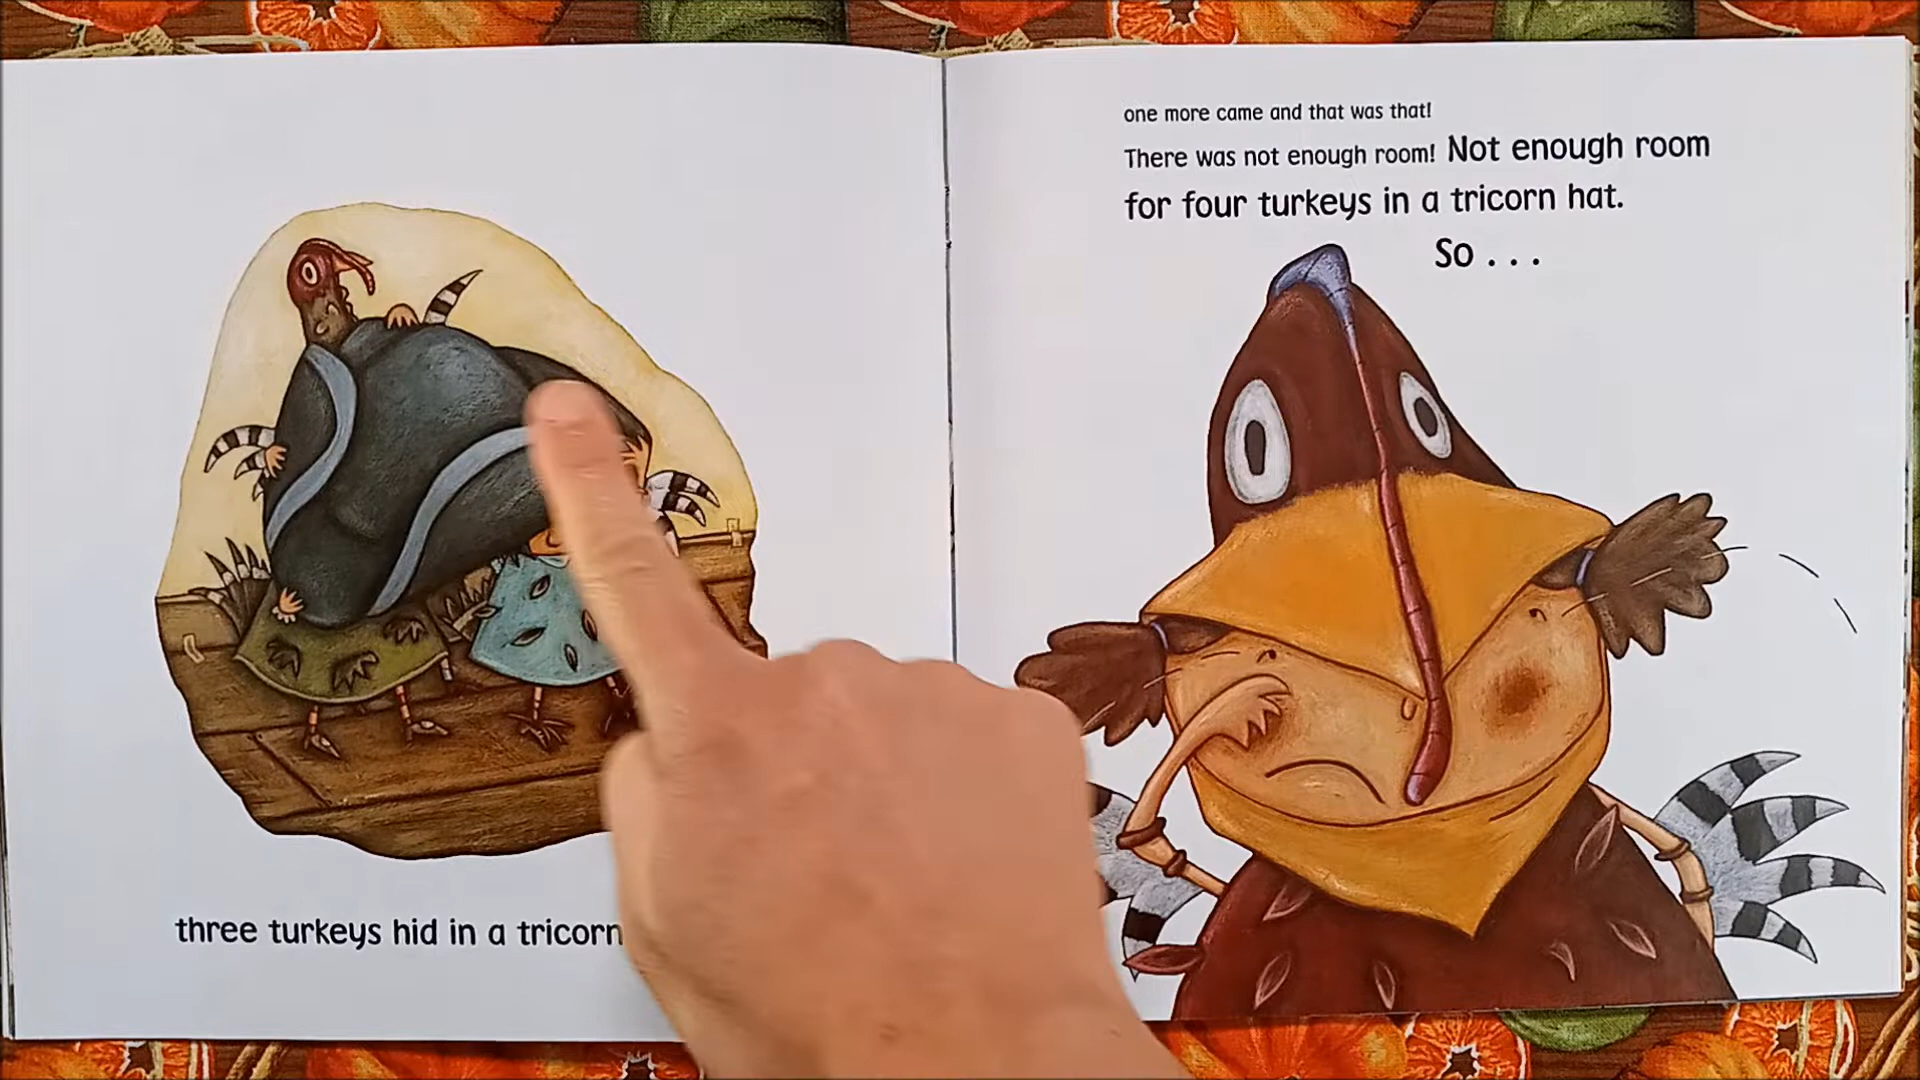 three turkeys hid in a tricorn
one more came and that was that!
There was not enough room! Not enough room
for four turkeys in a tricorn hat.
So . . .